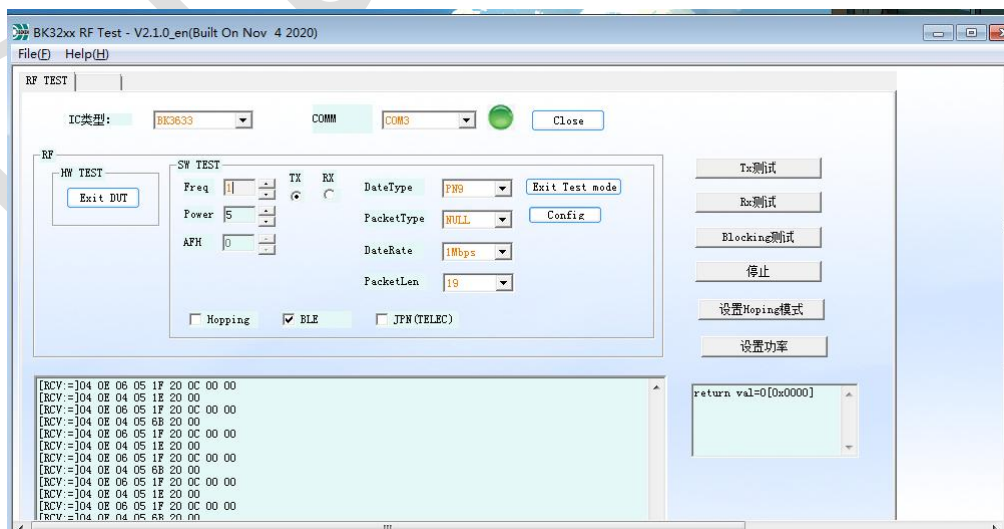 BK32xx RF Test - V2.1.0_en(Built On Nov 4 2020)
File(F) Help(H)
RF TEST
IC类型: BK3633 COMM COM3 Close
RF
HW TEST
Exit DUT
SW TEST
Freq 1 TX RX DateType PN9 Exit Test mode
Power 5 PacketType NULL Config
AFH 0 DateRate 1Mbps
PacketLen 19
Hopping BLE JPN(TELEC)
Tx测试
Rx测试
Blocking测试
停止
设置Hoping模式
设置功率
[RCV:=]04 0E 06 05 1F 20 0C 00 00
[RCV:=]04 0E 04 05 1E 20 00
[RCV:=]04 0E 06 05 1F 20 0C 00 00
[RCV:=]04 0E 04 05 6B 20 00
[RCV:=]04 0E 06 05 1F 20 0C 00 00
[RCV:=]04 0E 04 05 1E 20 00
[RCV:=]04 0E 06 05 1F 20 0C 00 00
[RCV:=]04 0E 04 05 6B 20 00
[RCV:=]04 0E 06 05 1F 20 0C 00 00
[RCV:=]04 0E 04 05 1E 20 00
[RCV:=]04 0E 06 05 1F 20 0C 00 00
[RCV:=]04 0E 04 05 6B 20 00
return val=0[0x0000]